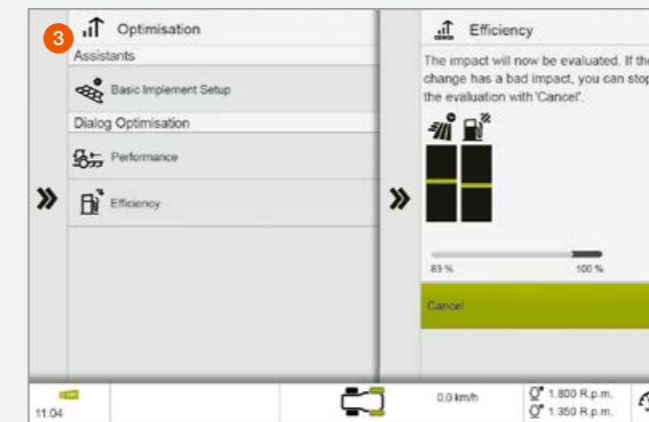 3
Optimisation
Assistants
Basic Implement Setup
Dialog Optimisation
Performance
Efficiency
Efficiency
The impact will now be evaluated. If the
change has a bad impact, you can stop
the evaluation with 'Cancel'.
83 %
100 %
Cancel
11:04
0,0 km/h
1.800 R.p.m.
1.350 R.p.m.